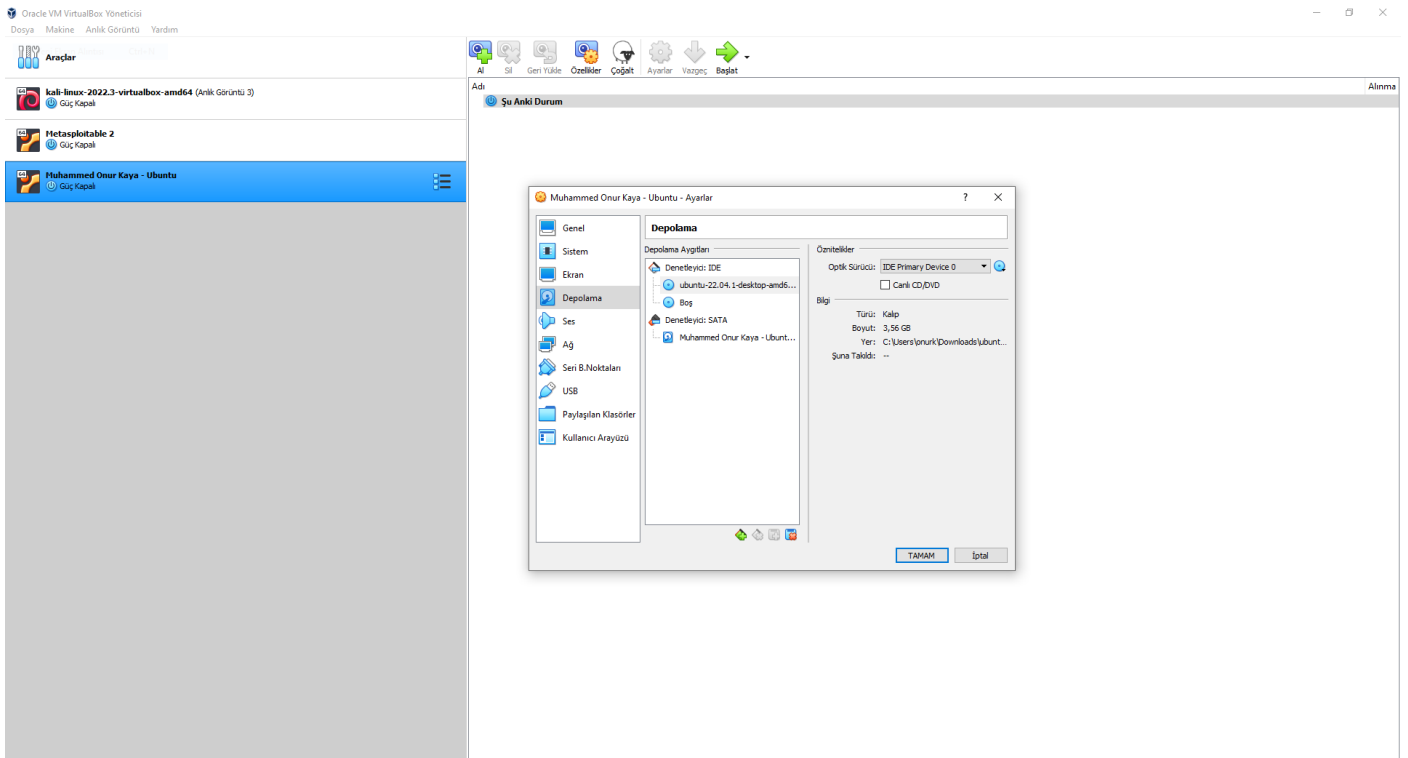 Oracle VM VirtualBox Yöneticisi
Dosya Makine Anlık Görüntü Yardım
Araçlar
kali-linux-2022.3-virtualbox-amd64 (Anlık Görüntü 3)
Güç Kapalı
Metasploitable 2
Güç Kapalı
Muhammed Onur Kaya - Ubuntu
Güç Kapalı
Al Sil Geri Yükle Özellikler Çoğalt Ayarlar Vazgeç Başlat
Adı Alınma
Şu Anki Durum
Muhammed Onur Kaya - Ubuntu - Ayarlar ?
Genel
Sistem
Ekran
Depolama
Ses
Ağ
Seri B.Noktaları
USB
Paylaşılan Klasörler
Kullanıcı Arayüzü
Depolama
Depolama Aygıtları
Denetleyici: IDE
ubuntu-22.04.1-desktop-amd6...
Boş
Denetleyici: SATA
Muhammed Onur Kaya - Ubunt...
Öznitelikler
Optik Sürücü: IDE Primary Device 0
Canlı CD/DVD
Bilgi
Türü: Kalıp
Boyut: 3,56 GB
Yer: C:\Users\onurk\Downloads\ubunt...
Şuna Takıldı: --
TAMAM İptal